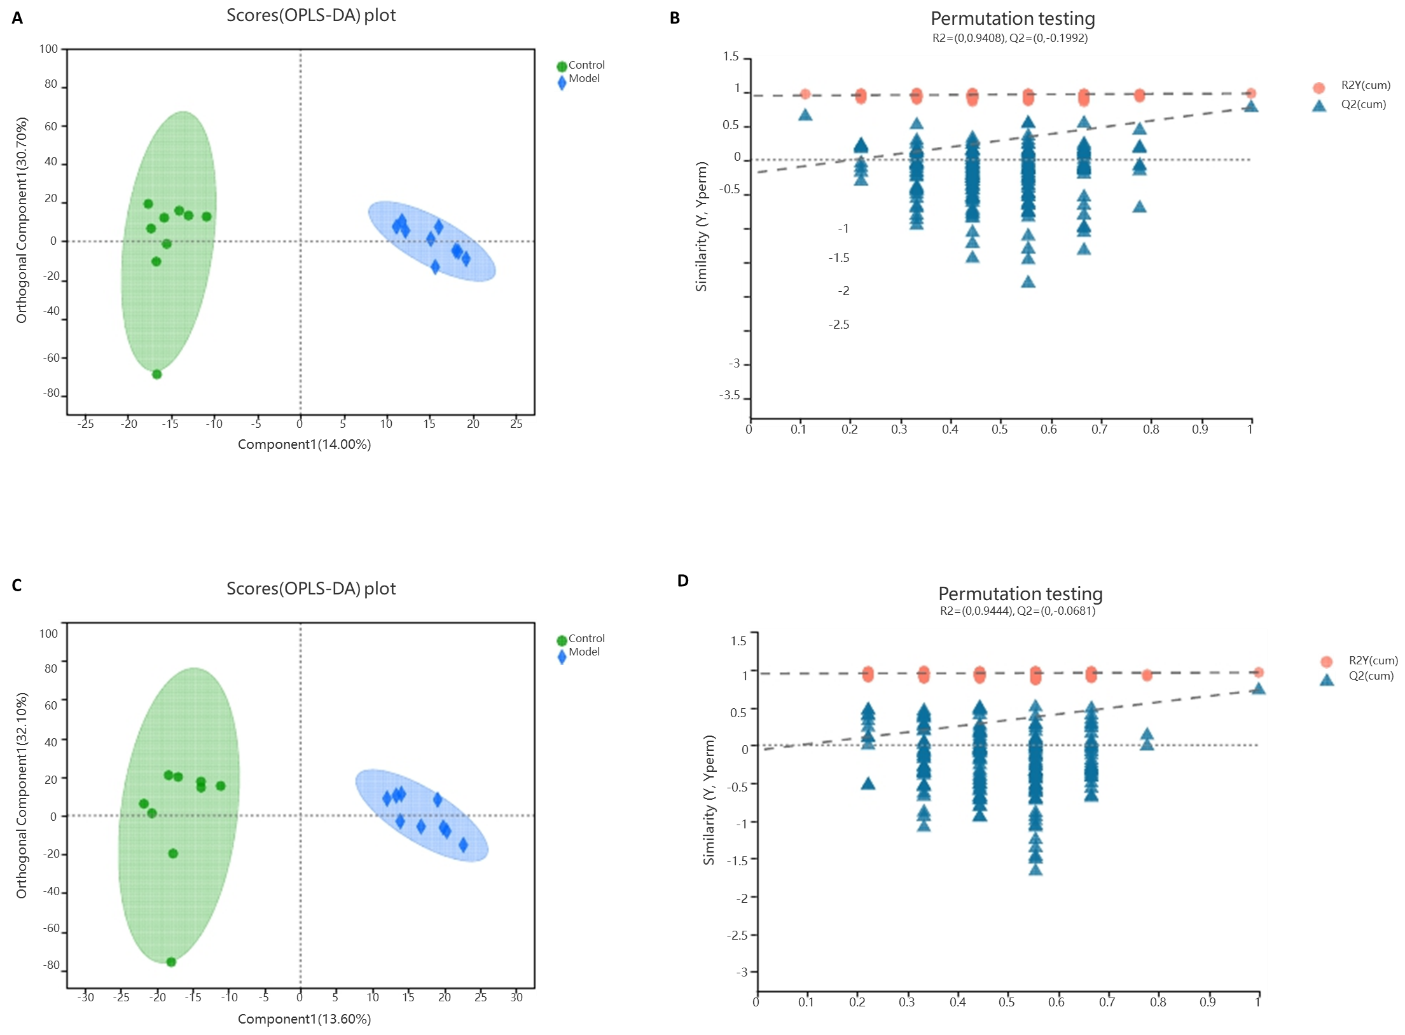 A
Scores(OPLS-DA) plot
Control
Model
Orthogonal Component1(30.70%)
100
80
60
40
20
0
-20
-40
-60
-80
-25 -20 -15 -10 -5 0 5 10 15 20 25
Component1(14.00%)
B
Permutation testing
R2=(0,0.9408), Q2=(0,-0.1992)
R2Y(cum)
Q2(cum)
Similarity (Y, Yperm)
1.5
1
0.5
0
-0.5
-1
-1.5
-2
-2.5
-3
-3.5
0 0.1 0.2 0.3 0.4 0.5 0.6 0.7 0.8 0.9 1
C
Scores(OPLS-DA) plot
Control
Model
Orthogonal Component1(32.10%)
100
80
60
40
20
0
-20
-40
-60
-80
-30 -25 -20 -15 -10 -5 0 5 10 15 20 25 30
Component1(13.60%)
D
Permutation testing
R2=(0,0.9444), Q2=(0,-0.0681)
R2Y(cum)
Q2(cum)
Similarity (Y, Yperm)
1.5
1
0.5
0
-0.5
-1
-1.5
-2
-2.5
-3
0 0.1 0.2 0.3 0.4 0.5 0.6 0.7 0.8 0.9 1